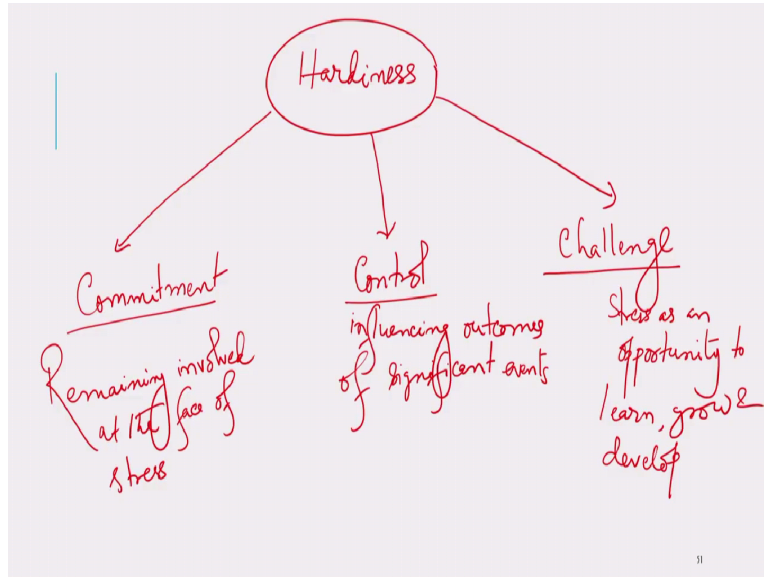 Hardiness
Commitment
Remaining involved
at the face of
stress
Control
influencing outcomes
of significant events
Challenge
Stress as an
opportunity to
learn, grow &
develop
51